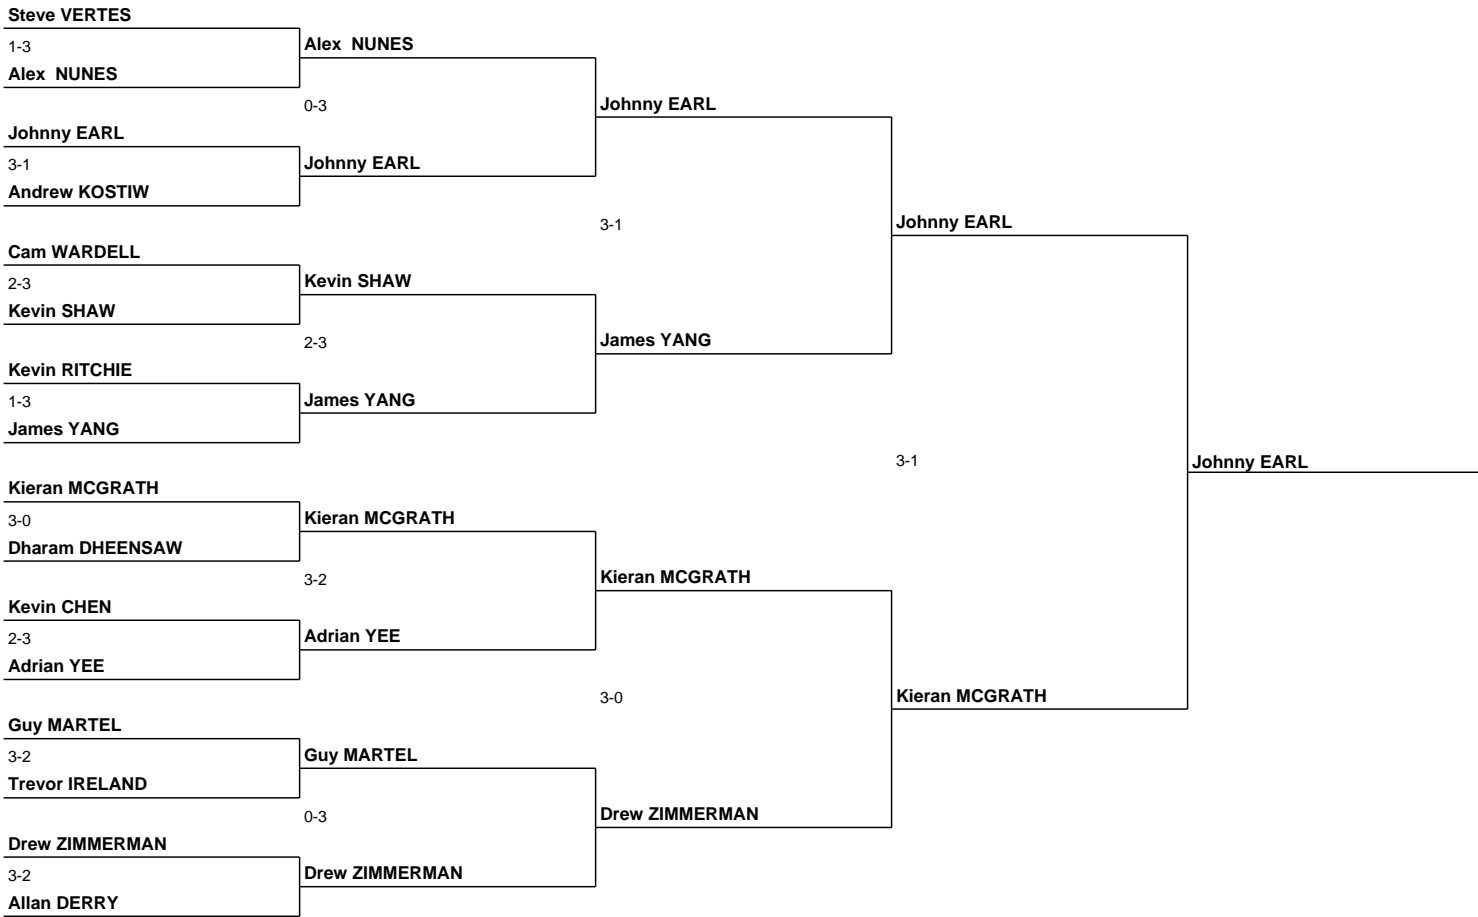 Steve VERTES
1-3
Alex  NUNES
Johnny EARL
3-1
Andrew KOSTIW
Cam WARDELL
2-3
Kevin SHAW
Kevin RITCHIE
1-3
James YANG
Kieran MCGRATH
3-0
Dharam DHEENSAW
Kevin CHEN
2-3
Adrian YEE
Guy MARTEL
3-2
Trevor IRELAND
Drew ZIMMERMAN
3-2
Allan DERRY
Alex  NUNES
0-3
Johnny EARL
Kevin SHAW
2-3
James YANG
Kieran MCGRATH
3-2
Adrian YEE
Guy MARTEL
0-3
Drew ZIMMERMAN
Johnny EARL
3-1
James YANG
Kieran MCGRATH
3-0
Drew ZIMMERMAN
Johnny EARL
3-1
Kieran MCGRATH
Johnny EARL